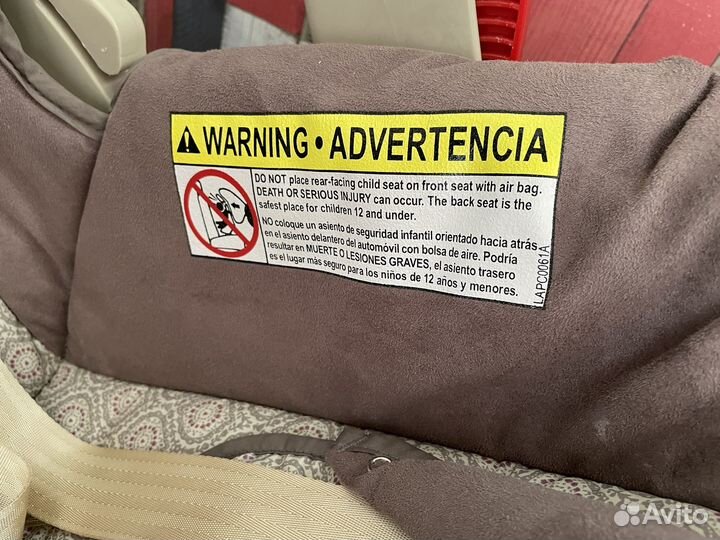 WARNING • ADVERTENCIA
DO NOT place rear-facing child seat on front seat with air bag.
DEATH OR SERIOUS INJURY can occur. The back seat is the
safest place for children 12 and under.
NO coloque un asiento de seguridad infantil orientado hacia atrás
en el asiento delantero del automóvil con bolsa de aire. Podría
resultar en MUERTE O LESIONES GRAVES, el asiento trasero
es el lugar más seguro para los niños de 12 años y menores.
LAPC0061A
Avito